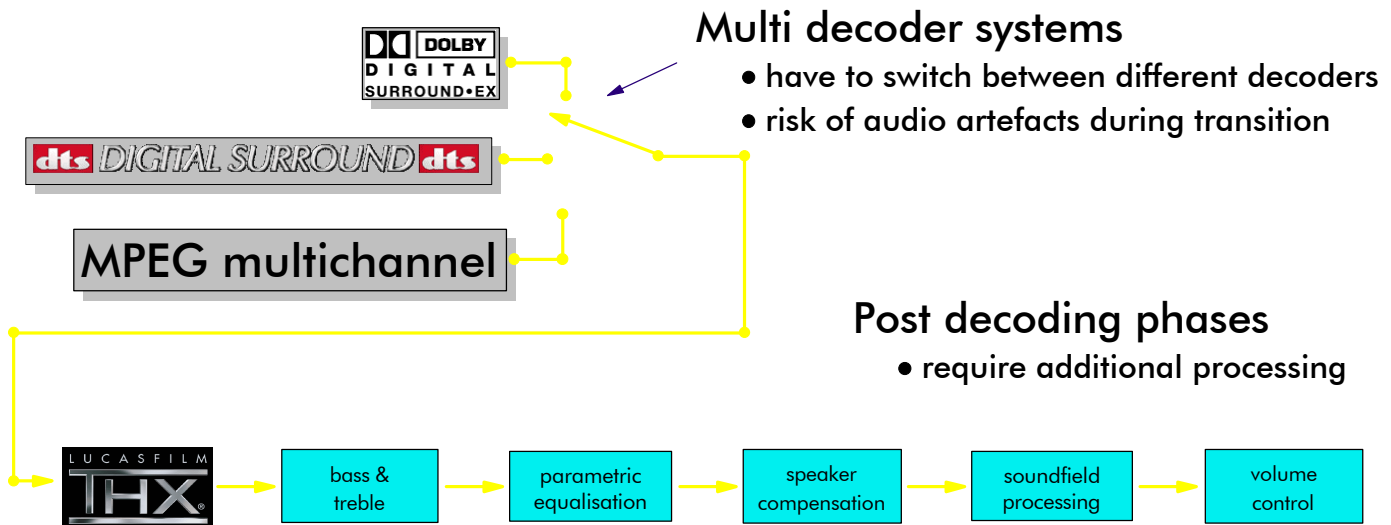 Multi decoder systems
• have to switch between different decoders
• risk of audio artefacts during transition
DOLBY
DIGITAL
SURROUND•EX
dts DIGITAL SURROUND dts
MPEG multichannel
Post decoding phases
• require additional processing
LUCASFILM
THX®
bass &
treble
parametric
equalisation
speaker
compensation
soundfield
processing
volume
control